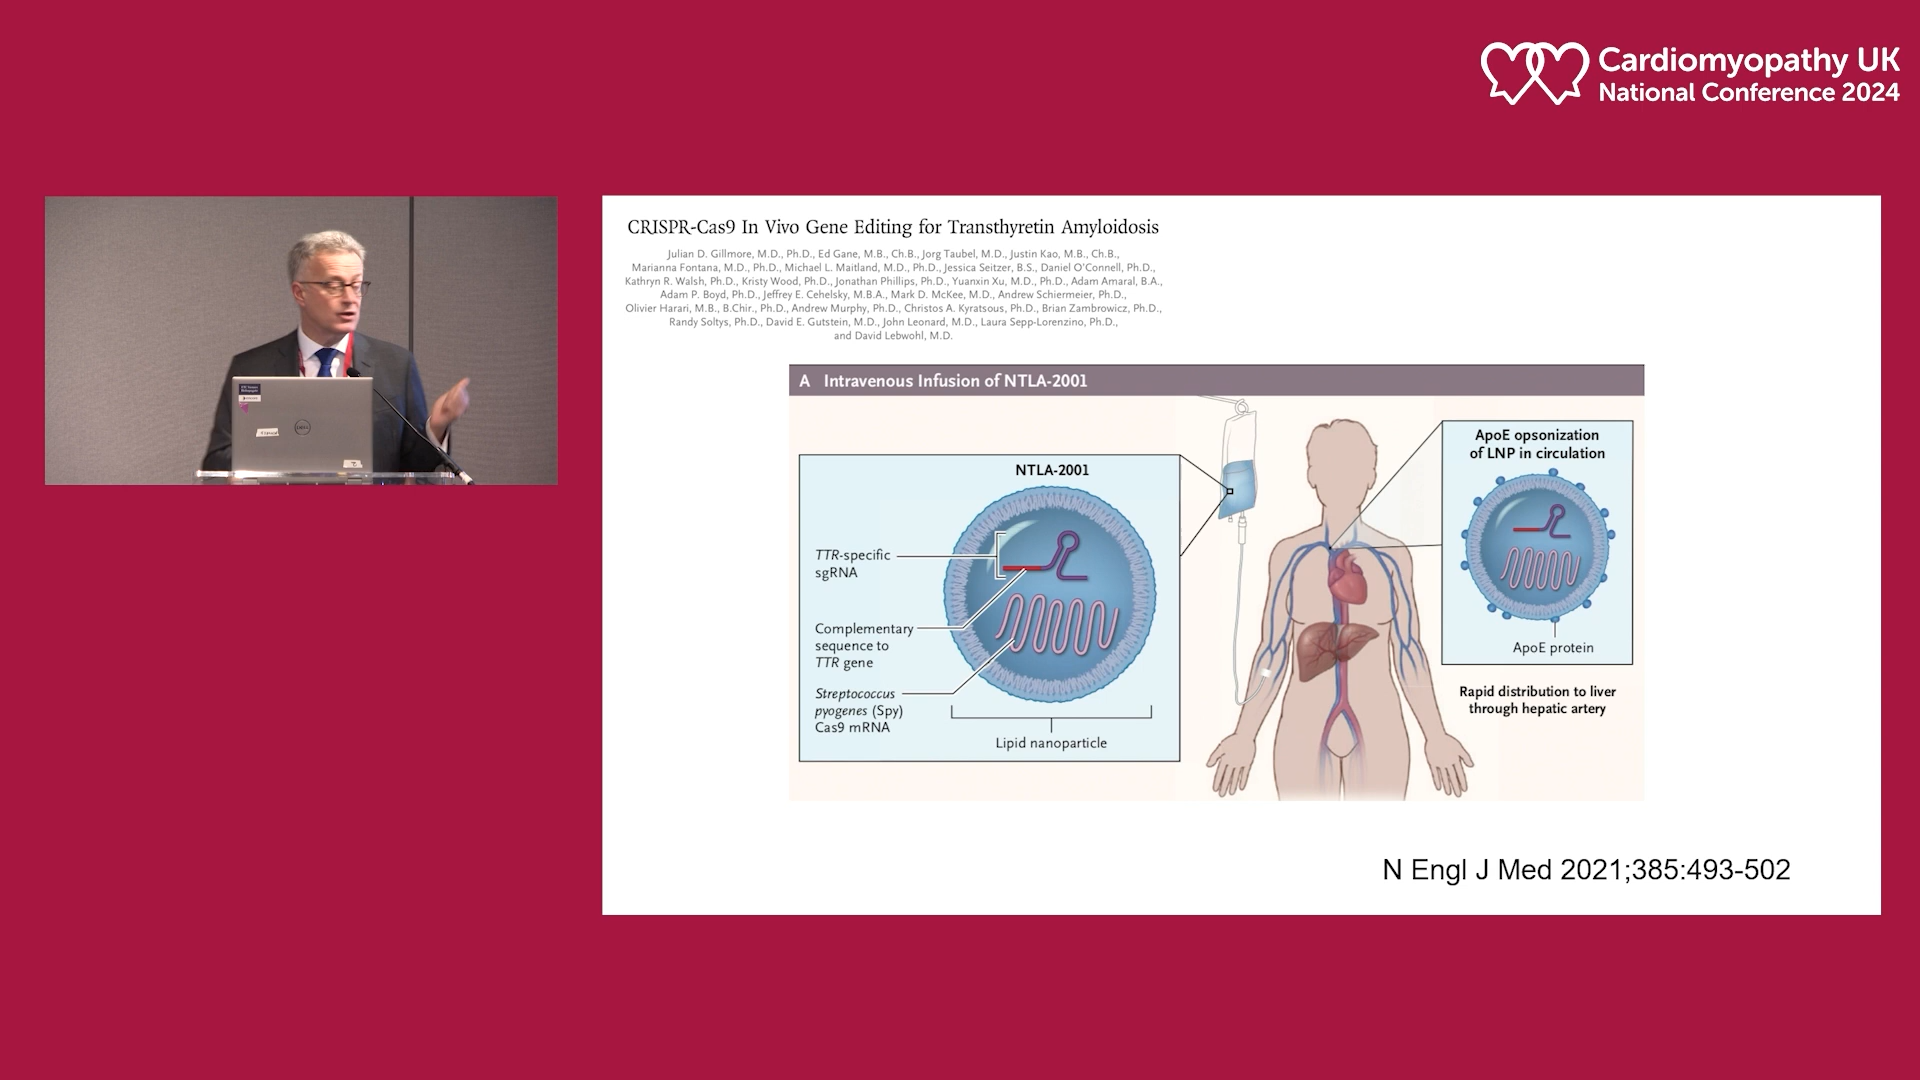 Cardiomyopathy UK
National Conference 2024
CRISPR-Cas9 In Vivo Gene Editing for Transthyretin Amyloidosis
Julian D. Gillmore, M.D., Ph.D., Ed Gane, M.B., Ch.B., Jorg Taubel, M.D., Justin Kao, M.B., Ch.B.,
Marianna Fontana, M.D., Ph.D., Michael L. Maitland, M.D., Ph.D., Jessica Seitzer, B.S., Daniel O'Connell, Ph.D.,
Kathryn R. Walsh, Ph.D., Kristy Wood, Ph.D., Jonathan Phillips, Ph.D., Yuanxin Xu, M.D., Ph.D., Adam Amaral, B.A.,
Adam P. Boyd, Ph.D., Jeffrey E. Cehelsky, M.B.A., Mark D. McKee, M.D., Andrew Schiermeier, Ph.D.,
Olivier Harari, M.B., B.Chir., Ph.D., Andrew Murphy, Ph.D., Christos A. Kyratsous, Ph.D., Brian Zambrowicz, Ph.D.,
Randy Soltys, Ph.D., David E. Gutstein, M.D., John Leonard, M.D., Laura Sepp-Lorenzino, Ph.D.,
and David Lebwohl, M.D.
A Intravenous Infusion of NTLA-2001
NTLA-2001
TTR-specific
sgRNA
Complementary
sequence to
TTR gene
Streptococcus
pyogenes (Spy)
Cas9 mRNA
Lipid nanoparticle
ApoE opsonization
of LNP in circulation
ApoE protein
Rapid distribution to liver
through hepatic artery
N Engl J Med 2021;385:493-502
DELL